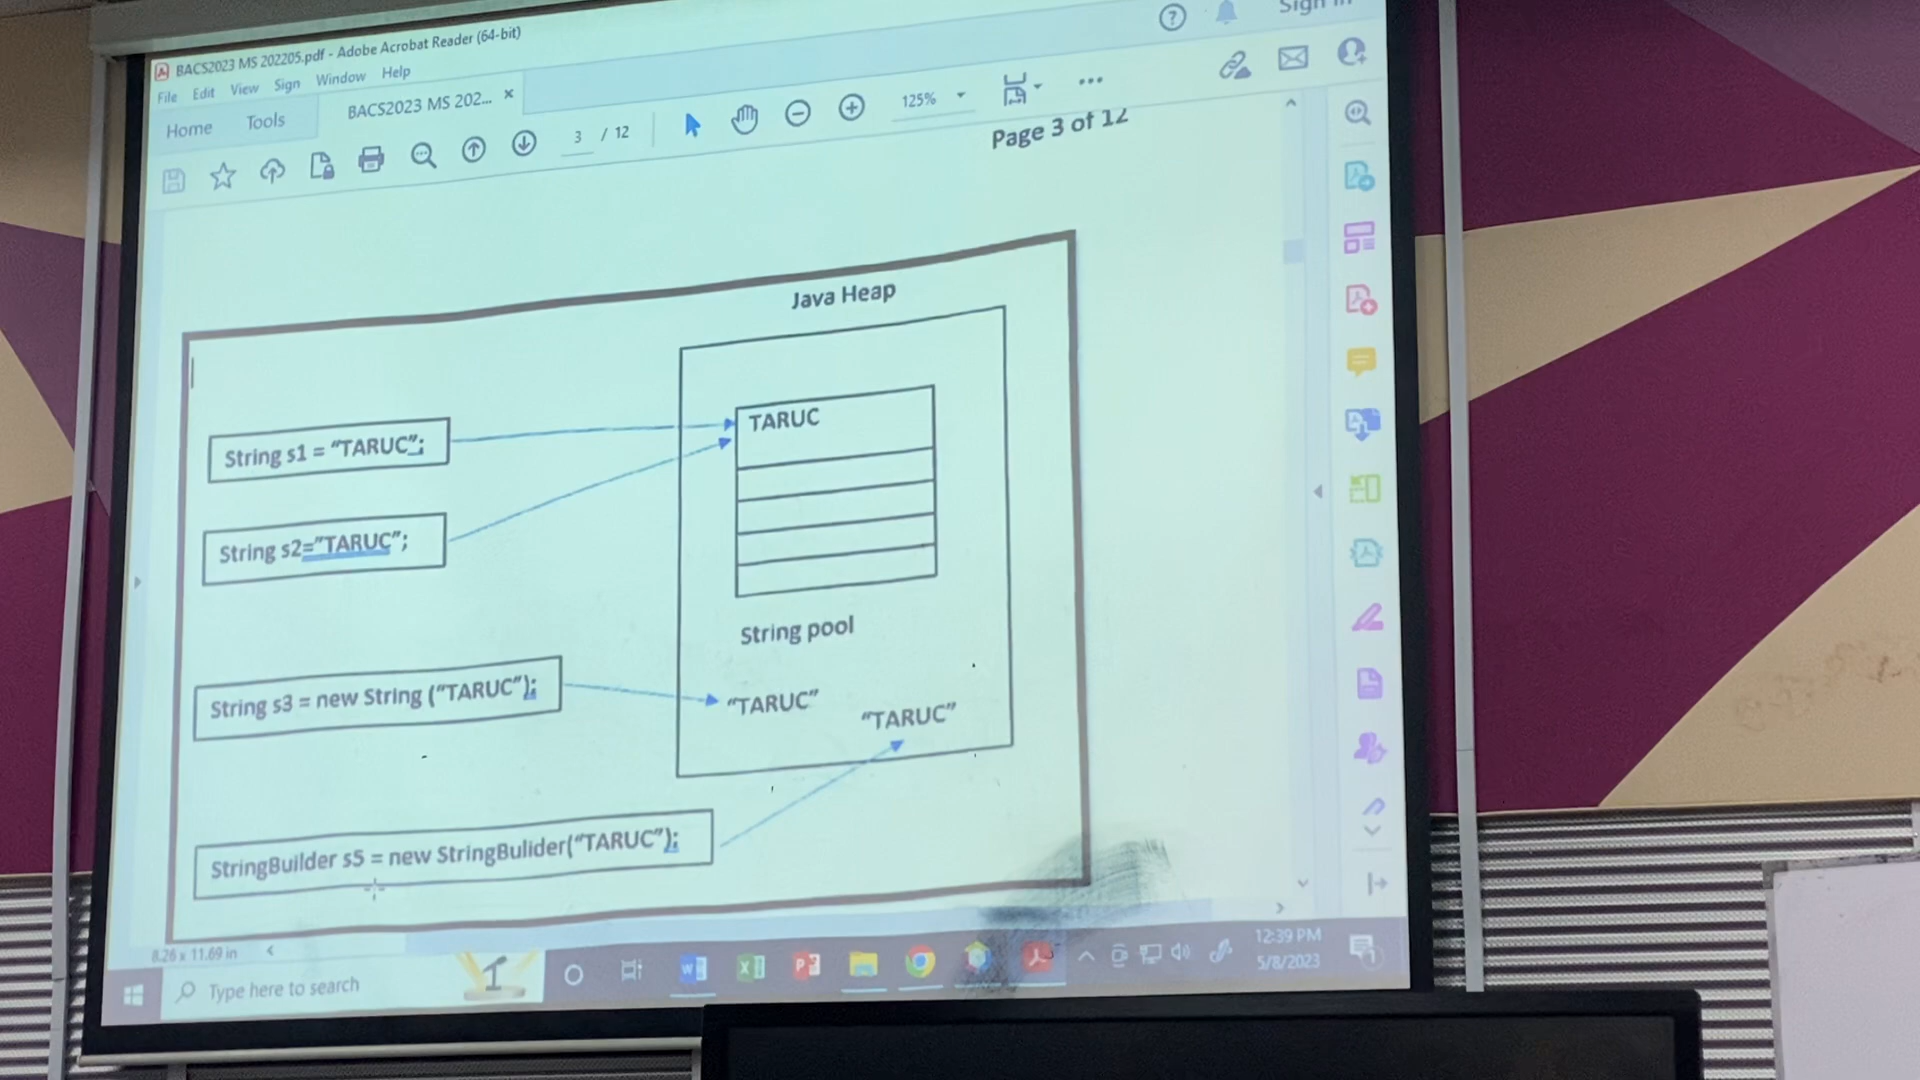 BACS2023 MS 202205.pdf - Adobe Acrobat Reader (64-bit)
File Edit View Sign Window Help
Home Tools BACS2023 MS 202... ×
3 / 12 125%
Page 3 of 12
Java Heap
TARUC
String s1 = “TARUC”;
String s2=”TARUC”;
String pool
String s3 = new String (“TARUC”);
“TARUC”
“TARUC”
StringBuilder s5 = new StringBulider(“TARUC”);
8.26 x 11.69 in
Type here to search
12:39 PM
5/8/2023